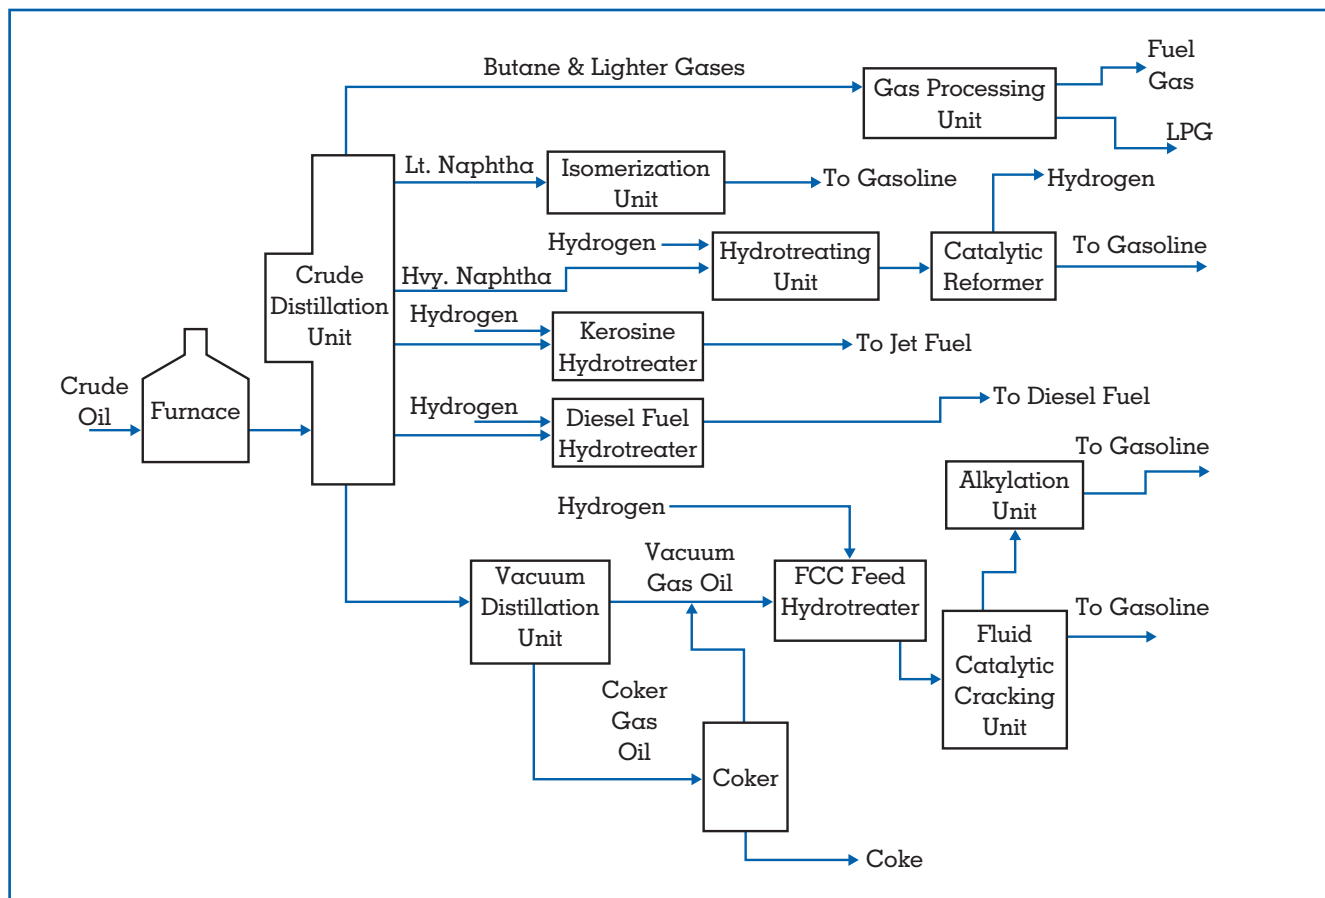 Butane & Lighter Gases
Gas Processing
Unit
Fuel
Gas
LPG
Lt. Naphtha
Isomerization
Unit
To Gasoline
Hydrogen
Hydrogen
Hvy. Naphtha
Hydrotreating
Unit
Catalytic
Reformer
To Gasoline
Crude
Distillation
Unit
Hydrogen
Kerosine
Hydrotreater
To Jet Fuel
Crude
Oil
Furnace
Hydrogen
Diesel Fuel
Hydrotreater
To Diesel Fuel
Alkylation
Unit
To Gasoline
Hydrogen
Vacuum
Distillation
Unit
Vacuum
Gas Oil
FCC Feed
Hydrotreater
Fluid
Catalytic
Cracking
Unit
To Gasoline
Coker
Gas
Oil
Coker
Coke